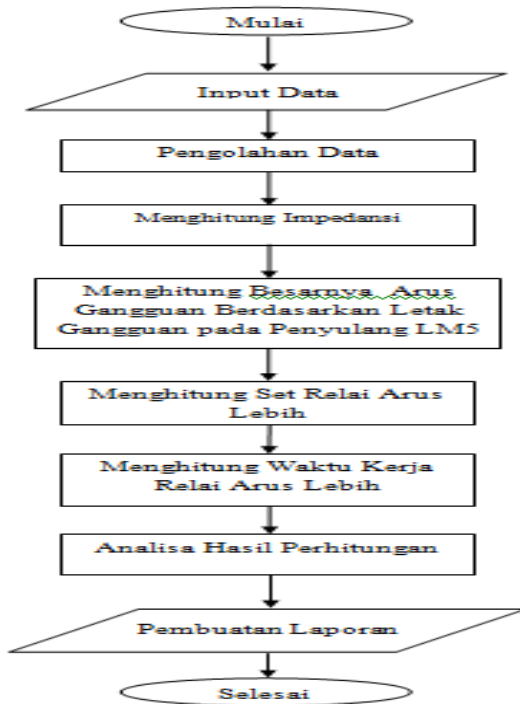 Mulai
Input Data
Pengolahan Data
Menghitung Impedansi
Menghitung Besarnya Arus
Gangguan Berdasarkan Letak
Gangguan pada Penyulang LM5
Menghitung Set Relai Arus
Lebih
Menghitung Waktu Kerja
Relai Arus Lebih
Analisa Hasil Perhitungan
Pembuatan Laporan
Selesai